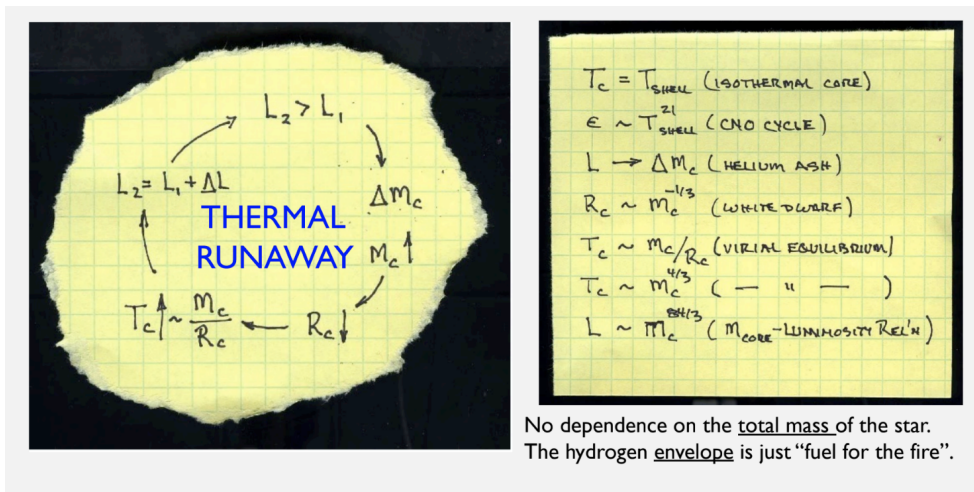 L₂ > L₁
ΔM_c
M_c ↑
R_c ↓
T_c ↑ ~ M_c / R_c
L₂ = L₁ + ΔL
THERMAL
RUNAWAY
T_c = T_SHELL (ISOTHERMAL CORE)
ε ~ T_SHELL^21 (CNO CYCLE)
L → ΔM_c (HELIUM ASH)
R_c ~ M_c^-1/3 (WHITE DWARF)
T_c ~ M_c/R_c (VIRIAL EQUILIBRIUM)
T_c ~ M_c^4/3 ( — " — )
L ~ M_c^84/3 (M_CORE-LUMINOSITY REL'N)
No dependence on the total mass of the star.
The hydrogen envelope is just “fuel for the fire”.